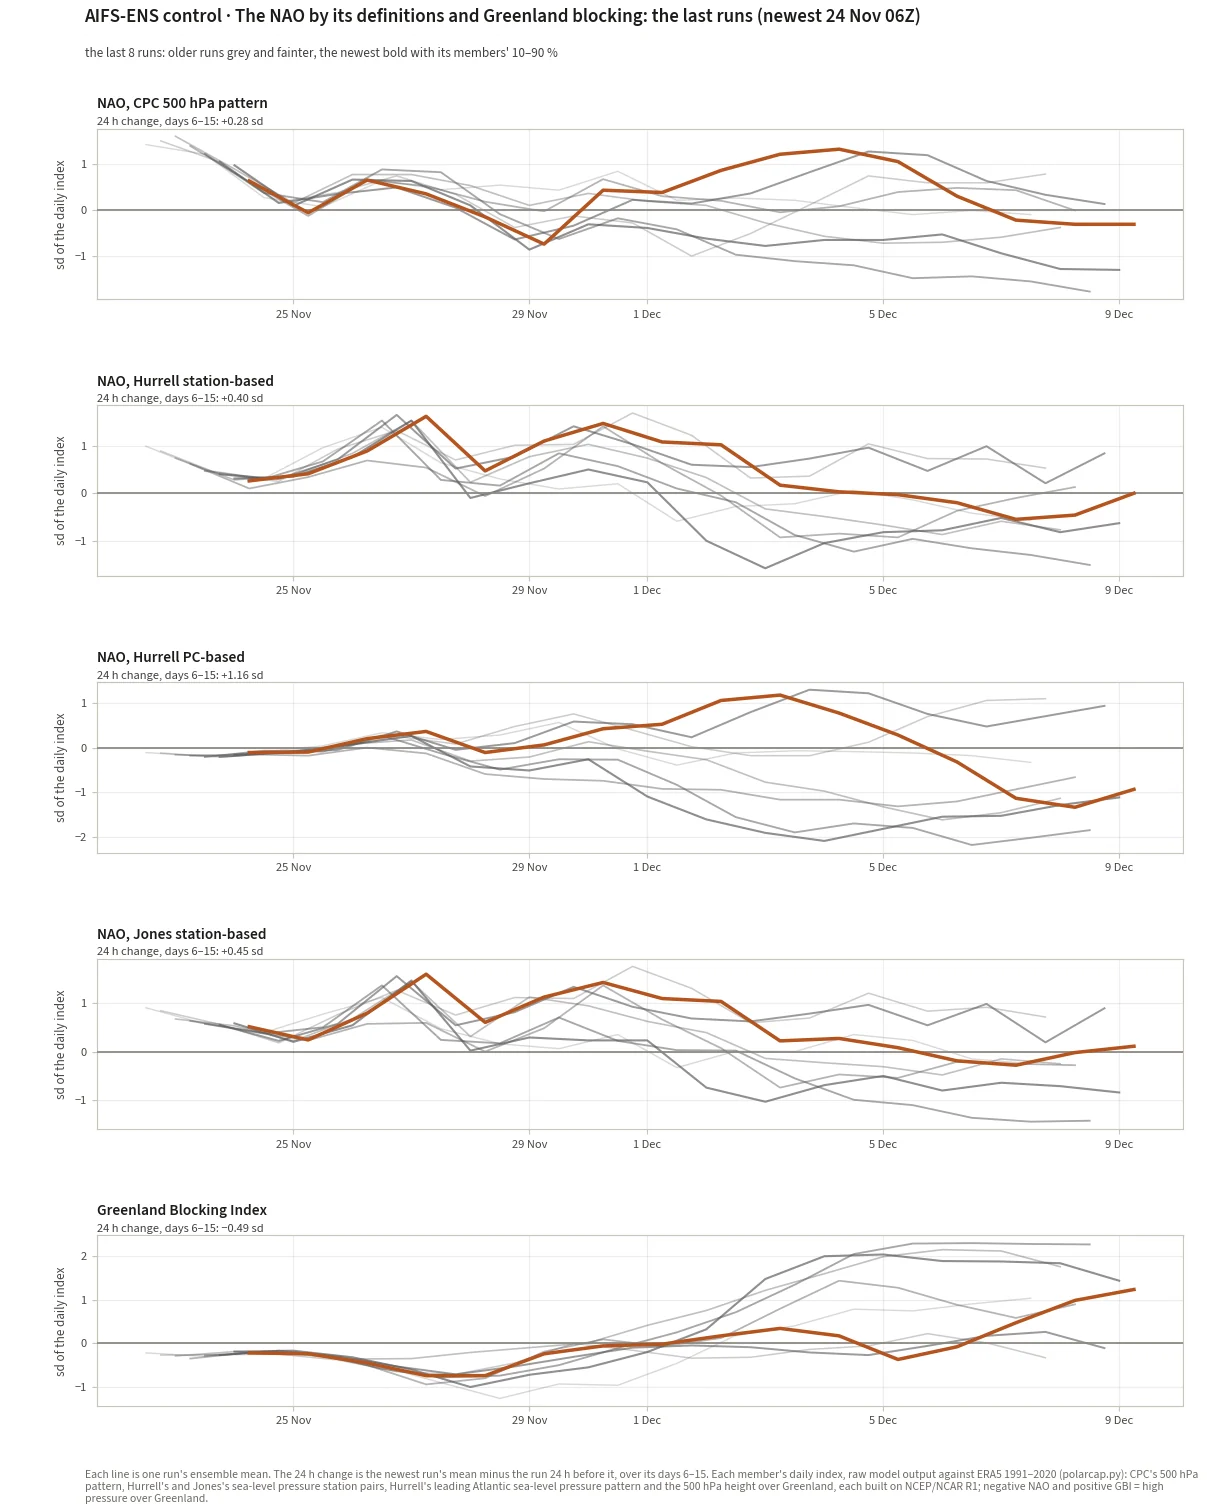 AIFS-ENS control · The NAO by its definitions and Greenland blocking: the last runs (newest 24 Nov 06Z)
the last 8 runs: older runs grey and fainter, the newest bold with its members' 10–90 %
NAO, CPC 500 hPa pattern
24 h change, days 6–15: +0.28 sd
sd of the daily index
1
0
−1
25 Nov
29 Nov
1 Dec
5 Dec
9 Dec
NAO, Hurrell station-based
24 h change, days 6–15: +0.40 sd
sd of the daily index
1
0
−1
25 Nov
29 Nov
1 Dec
5 Dec
9 Dec
NAO, Hurrell PC-based
24 h change, days 6–15: +1.16 sd
sd of the daily index
1
0
−1
−2
25 Nov
29 Nov
1 Dec
5 Dec
9 Dec
NAO, Jones station-based
24 h change, days 6–15: +0.45 sd
sd of the daily index
1
0
−1
25 Nov
29 Nov
1 Dec
5 Dec
9 Dec
Greenland Blocking Index
24 h change, days 6–15: −0.49 sd
sd of the daily index
2
1
0
−1
25 Nov
29 Nov
1 Dec
5 Dec
9 Dec
Each line is one run's ensemble mean. The 24 h change is the newest run's mean minus the run 24 h before it, over its days 6–15. Each member's daily index, raw model output against ERA5 1991–2020 (polarcap.py): CPC's 500 hPa
pattern, Hurrell's and Jones's sea-level pressure station pairs, Hurrell's leading Atlantic sea-level pressure pattern and the 500 hPa height over Greenland, each built on NCEP/NCAR R1; negative NAO and positive GBI = high
pressure over Greenland.